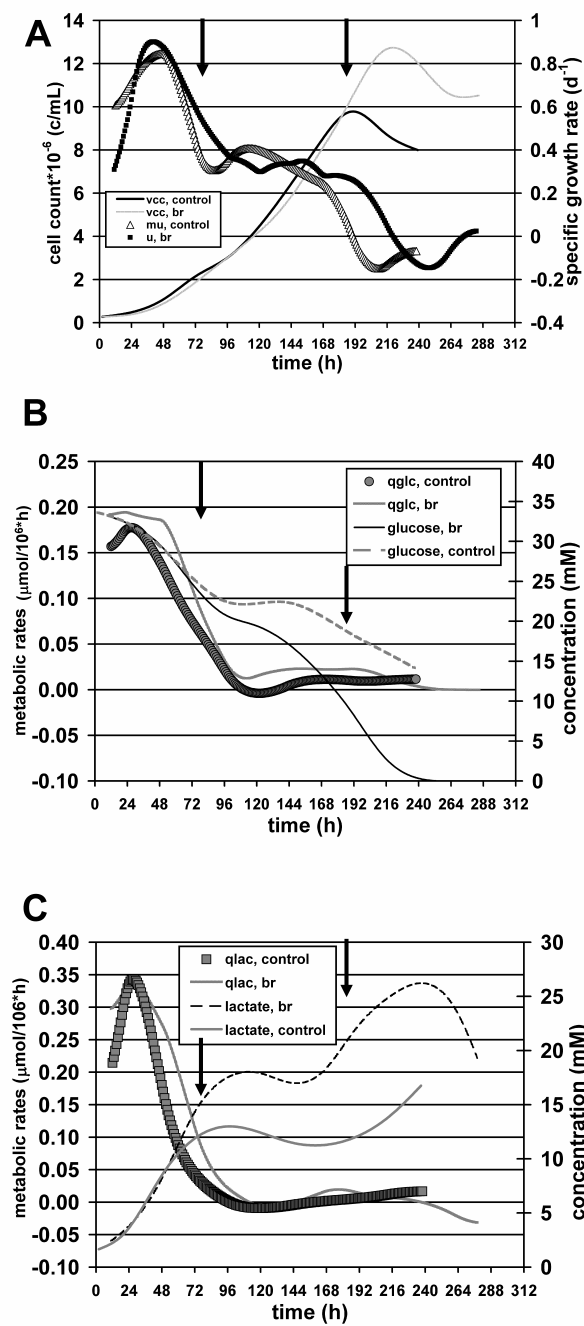 A
14
12
10
8
6
4
2
0
cell count*10-6 (c/mL)
1
0.8
0.6
0.4
0.2
0
-0.2
-0.4
specific growth rate (d-1)
vcc, control
vcc, br
mu, control
u, br
0 24 48 72 96 120 144 168 192 216 240 264 288 312
time (h)
B
0.25
0.20
0.15
0.10
0.05
0.00
-0.05
-0.10
metabolic rates (μmol/106*h)
40
35
30
25
20
15
10
5
0
concentration (mM)
qglc, control
qglc, br
glucose, br
glucose, control
0 24 48 72 96 120 144 168 192 216 240 264 288 312
time (h)
C
0.40
0.35
0.30
0.25
0.20
0.15
0.10
0.05
0.00
-0.05
-0.10
metabolic rates (μmol/106*h)
30
25
20
15
10
5
0
concentration (mM)
qlac, control
qlac, br
lactate, br
lactate, control
0 24 48 72 96 120 144 168 192 216 240 264 288 312
time (h)